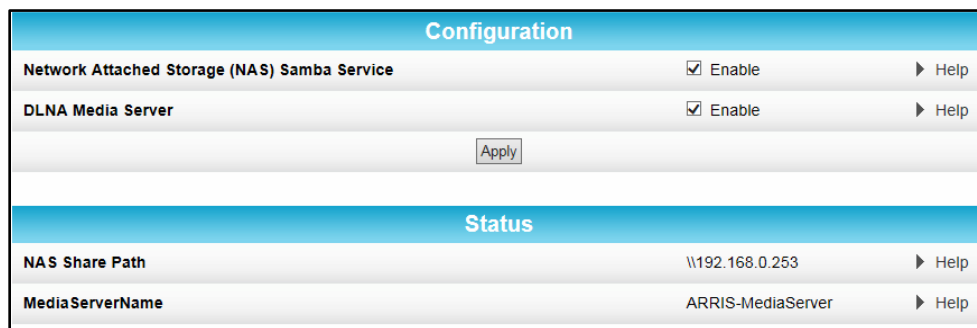 Configuration
Network Attached Storage (NAS) Samba Service Enable Help
DLNA Media Server Enable Help
Apply
Status
NAS Share Path \\192.168.0.253 Help
MediaServerName ARRIS-MediaServer Help